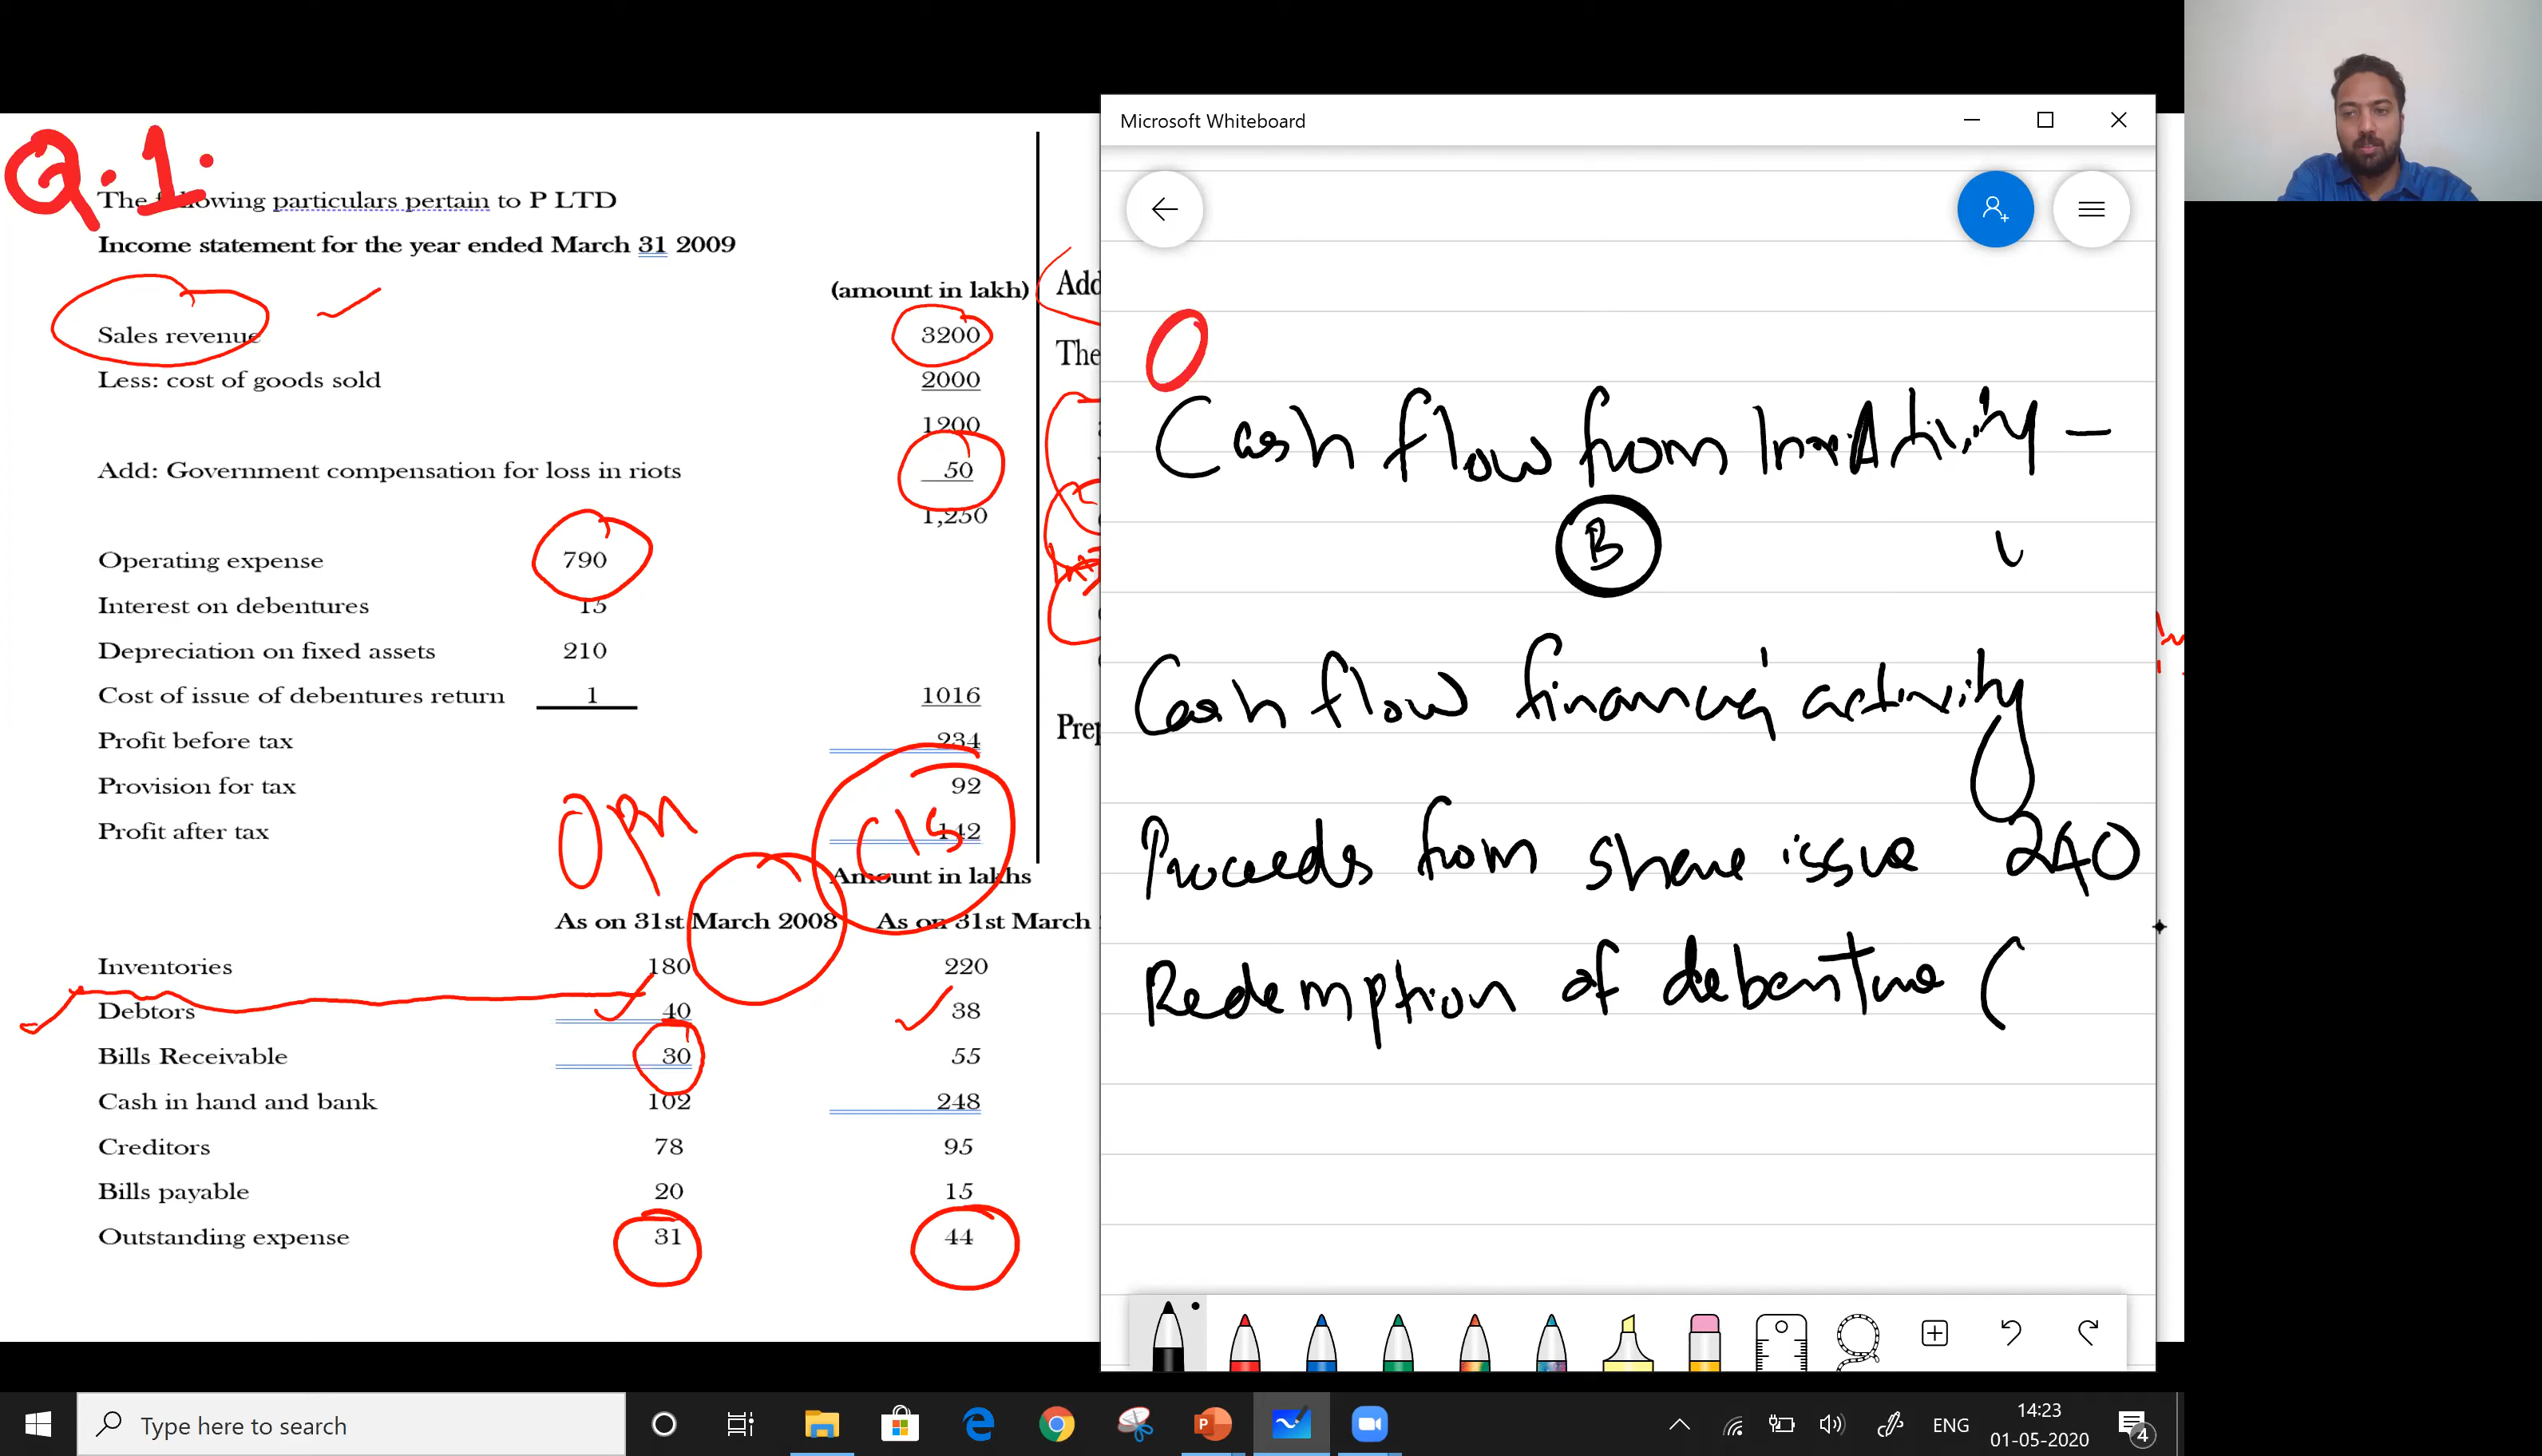 Q.1.
The following particulars pertain to P LTD
Income statement for the year ended March 31 2009
(amount in lakh)
Sales revenue 3200
Less: cost of goods sold 2000
1200
Add: Government compensation for loss in riots 50
1,250
Operating expense 790
Interest on debentures 15
Depreciation on fixed assets 210
Cost of issue of debentures return 1 1016
Profit before tax 234
Provision for tax 92
Profit after tax 142
Opn Cls
Amount in lakhs
As on 31st March 2008 As on 31st March
Inventories 180 220
Debtors 40 38
Bills Receivable 30 55
Cash in hand and bank 102 248
Creditors 78 95
Bills payable 20 15
Outstanding expense 31 44
Add
The
Prep
Microsoft Whiteboard
Cash flow from Activity -
B
Cash flow financing activity
Proceeds from share issue 240
Redemption of debenture (
Type here to search
ENG
14:23
01-05-2020
4